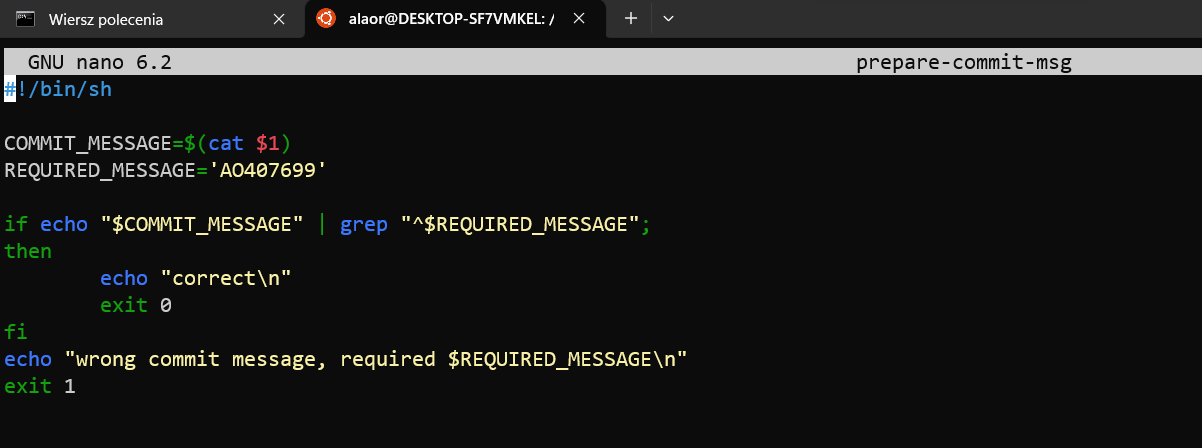 Wiersz polecenia
alaor@DESKTOP-SF7VMKEL: /
GNU nano 6.2 prepare-commit-msg
#!/bin/sh
COMMIT_MESSAGE=$(cat $1)
REQUIRED_MESSAGE='AO407699'
if echo "$COMMIT_MESSAGE" | grep "^$REQUIRED_MESSAGE";
then
        echo "correct\n"
        exit 0
fi
echo "wrong commit message, required $REQUIRED_MESSAGE\n"
exit 1